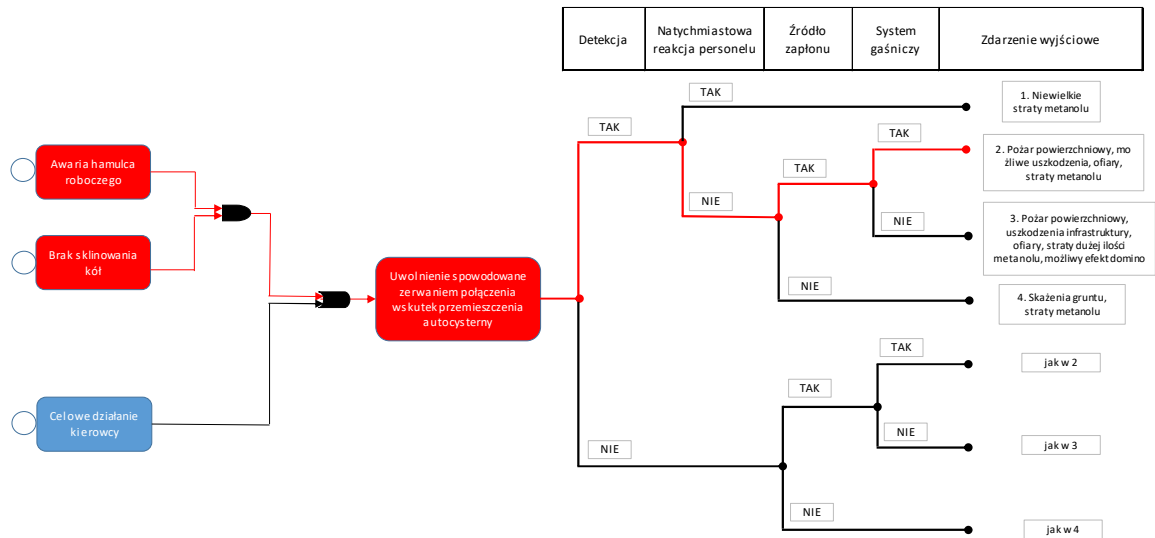 Detekcja
Natychmiastowa
reakcja personelu
Źródło
zapłonu
System
gaśniczy
Zdarzenie wyjściowe
TAK
1. Niewielkie
straty metanolu
TAK
TAK
2. Pożar powierzchniowy, mo
żliwe uszkodzenia, ofiary,
straty metanolu
Awaria hamulca
roboczego
TAK
NIE
NIE
3. Pożar powierzchniowy,
uszkodzenia infrastruktury,
ofiary, straty dużej ilości
metanolu, możliwy efekt domino
Brak sklinowania
kół
Uwolnienie spowodowane
zerwaniem połączenia
wskutek przemieszczenia
autocysterny
NIE
4. Skażenia gruntu,
straty metanolu
TAK
jak w 2
TAK
Celowe działanie
kierowcy
NIE
jak w 3
NIE
NIE
jak w 4